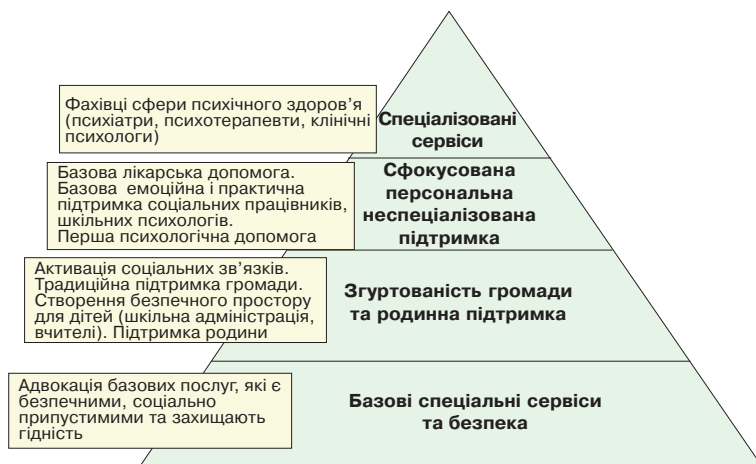 Фахівці сфери психічного здоров’я
(психіатри, психотерапевти, клінічні
психологи)
Спеціалізовані
сервіси
Базова лікарська допомога.
Базова емоційна і практична
підтримка соціальних працівників,
шкільних психологів.
Перша психологічна допомога
Сфокусована
персональна
неспеціалізована
підтримка
Активація соціальних зв’язків.
Традиційна підтримка громади.
Створення безпечного простору
для дітей (шкільна адміністрація,
вчителі). Підтримка родини
Згуртованість громади
та родинна підтримка
Адвокація базових послуг, які є
безпечними, соціально
припустимими та захищають
гідність
Базові спеціальні сервіси
та безпека